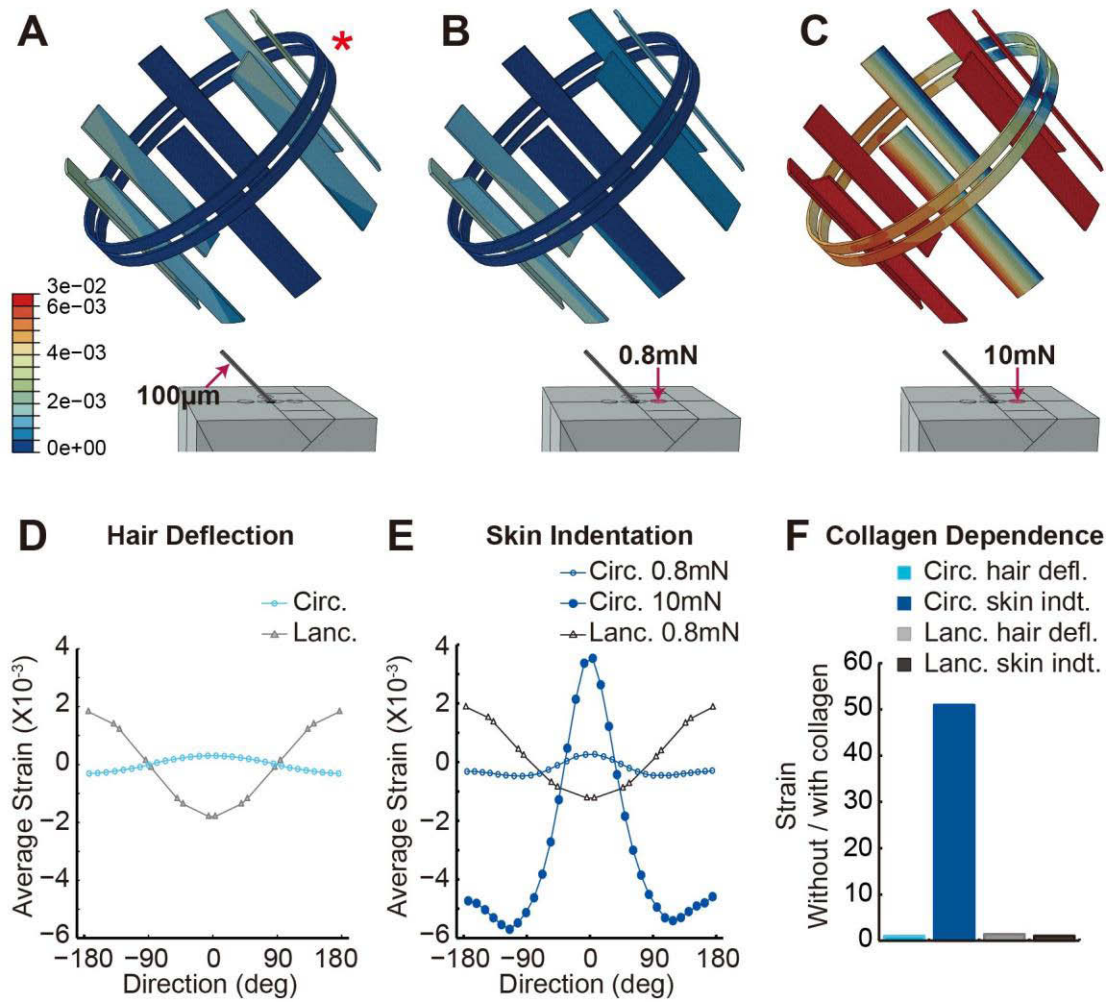 A
*
B
C
3e−02
6e−03
4e−03
2e−03
0e+00
100μm
0.8mN
10mN
D Hair Deflection
Circ.
Lanc.
Average Strain (X10⁻³)
4
2
0
−2
−4
−6
−180 −90 0 90 180
Direction (deg)
E Skin Indentation
Circ. 0.8mN
Circ. 10mN
Lanc. 0.8mN
Average Strain (X10⁻³)
4
2
0
−2
−4
−6
−180 −90 0 90 180
Direction (deg)
F Collagen Dependence
Circ. hair defl.
Circ. skin indt.
Lanc. hair defl.
Lanc. skin indt.
Strain
Without / with collagen
60
50
40
30
20
10
0